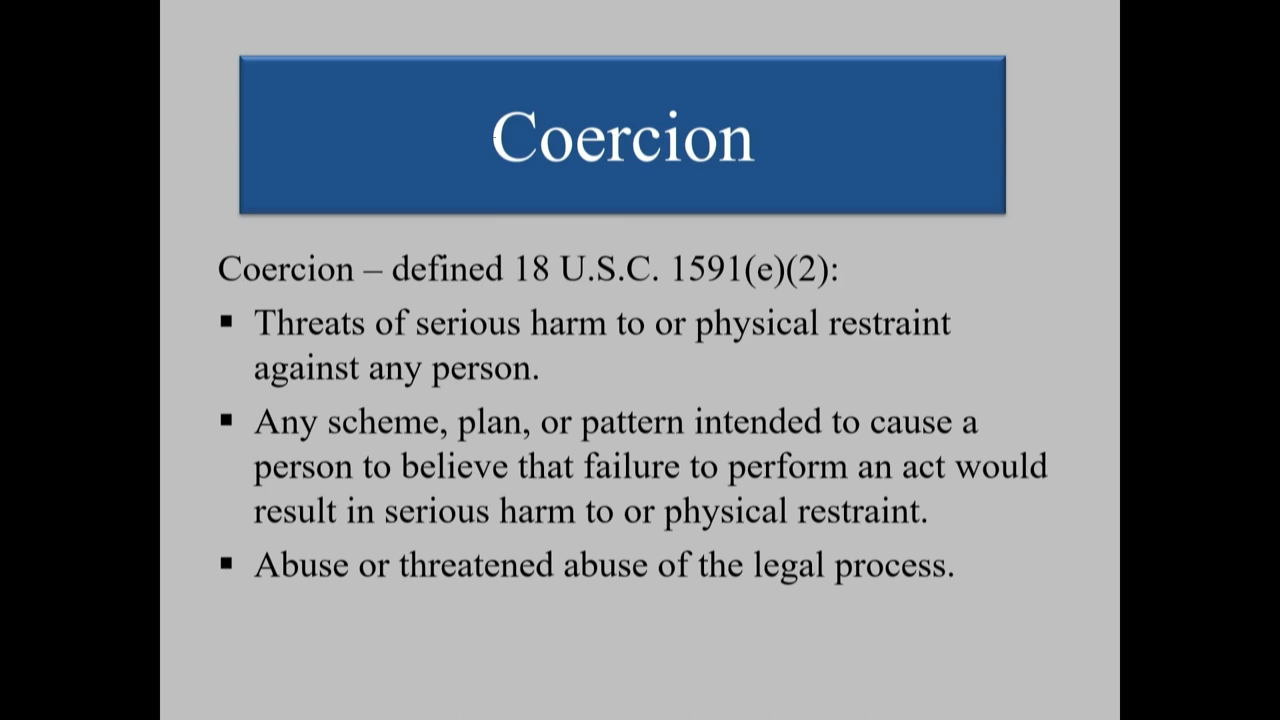 Coercion
Coercion – defined 18 U.S.C. 1591(e)(2):
▪ Threats of serious harm to or physical restraint
against any person.
▪ Any scheme, plan, or pattern intended to cause a
person to believe that failure to perform an act would
result in serious harm to or physical restraint.
▪ Abuse or threatened abuse of the legal process.